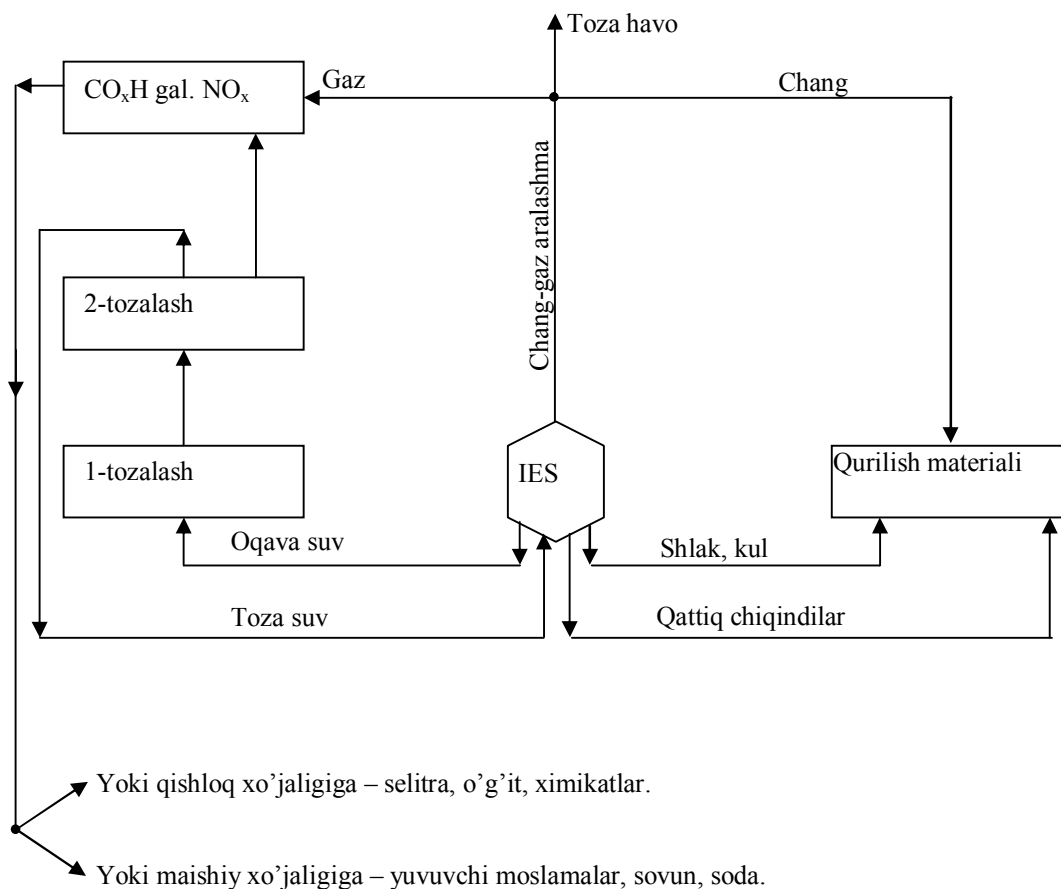 Toza havo
COₓH gal. NOₓ
Gaz
Chang
Chang-gaz aralashma
2-tozalash
1-tozalash
IES
Qurilish materiali
Oqava suv
Shlak, kul
Toza suv
Qattiq chiqindilar
Yoki qishloq xo’jaligiga – selitra, o’g’it, ximikatlar.
Yoki maishiy xo’jaligiga – yuvuvchi moslamalar, sovun, soda.